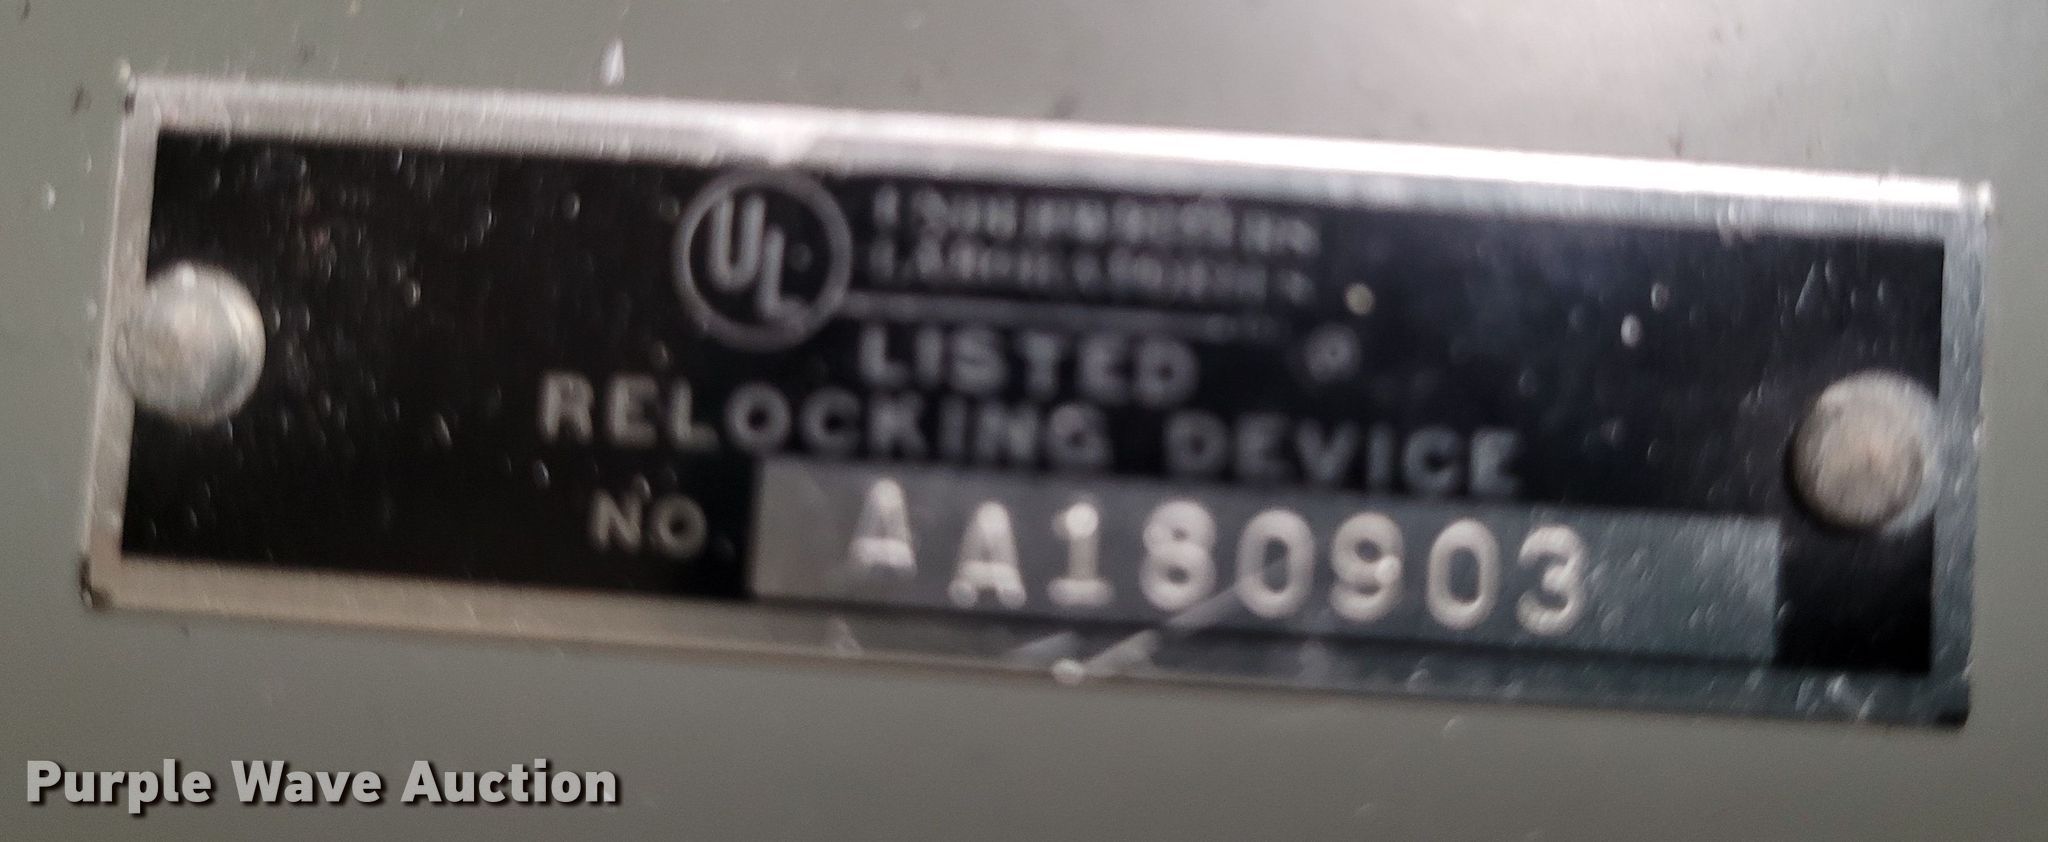 UL
LISTED
®
RELOCKING DEVICE
NO. AA180903
Purple Wave Auction